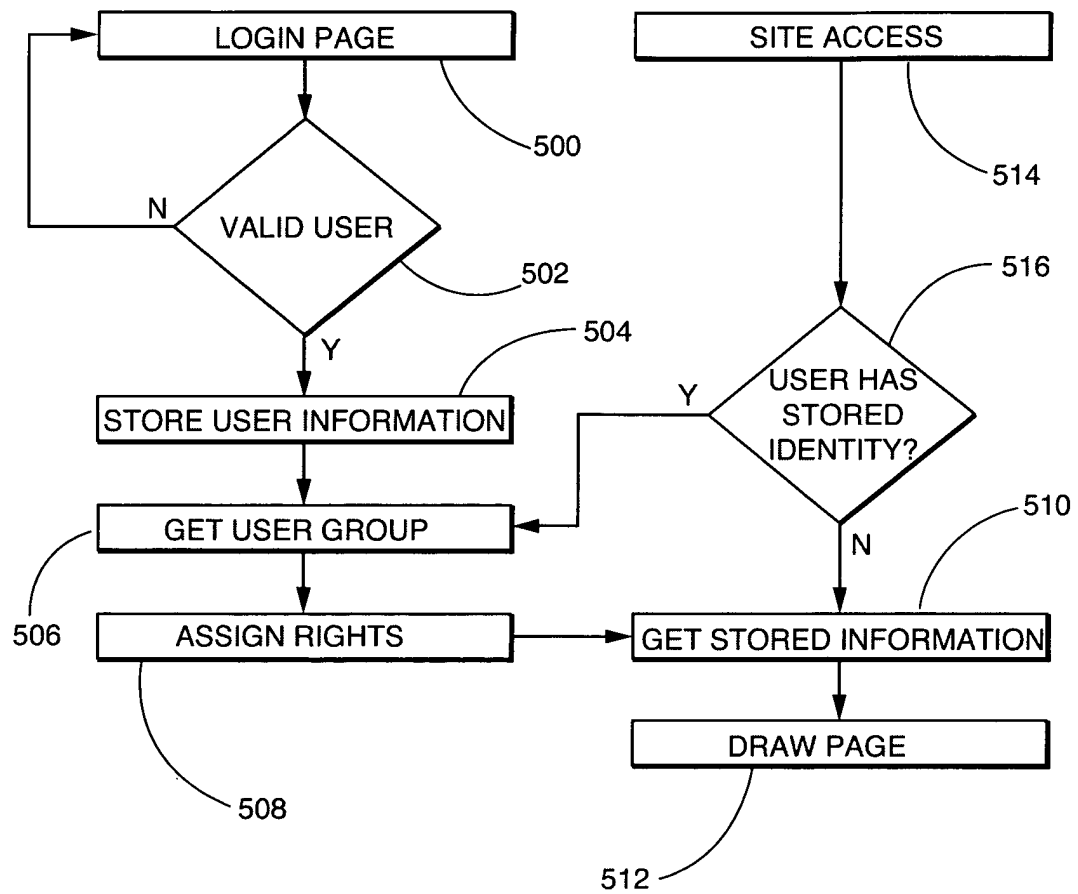 LOGIN PAGE
SITE ACCESS
500
514
N
VALID USER
502
516
Y
504
USER HAS
STORED
IDENTITY?
Y
STORE USER INFORMATION
510
GET USER GROUP
N
506
ASSIGN RIGHTS
GET STORED INFORMATION
DRAW PAGE
508
512